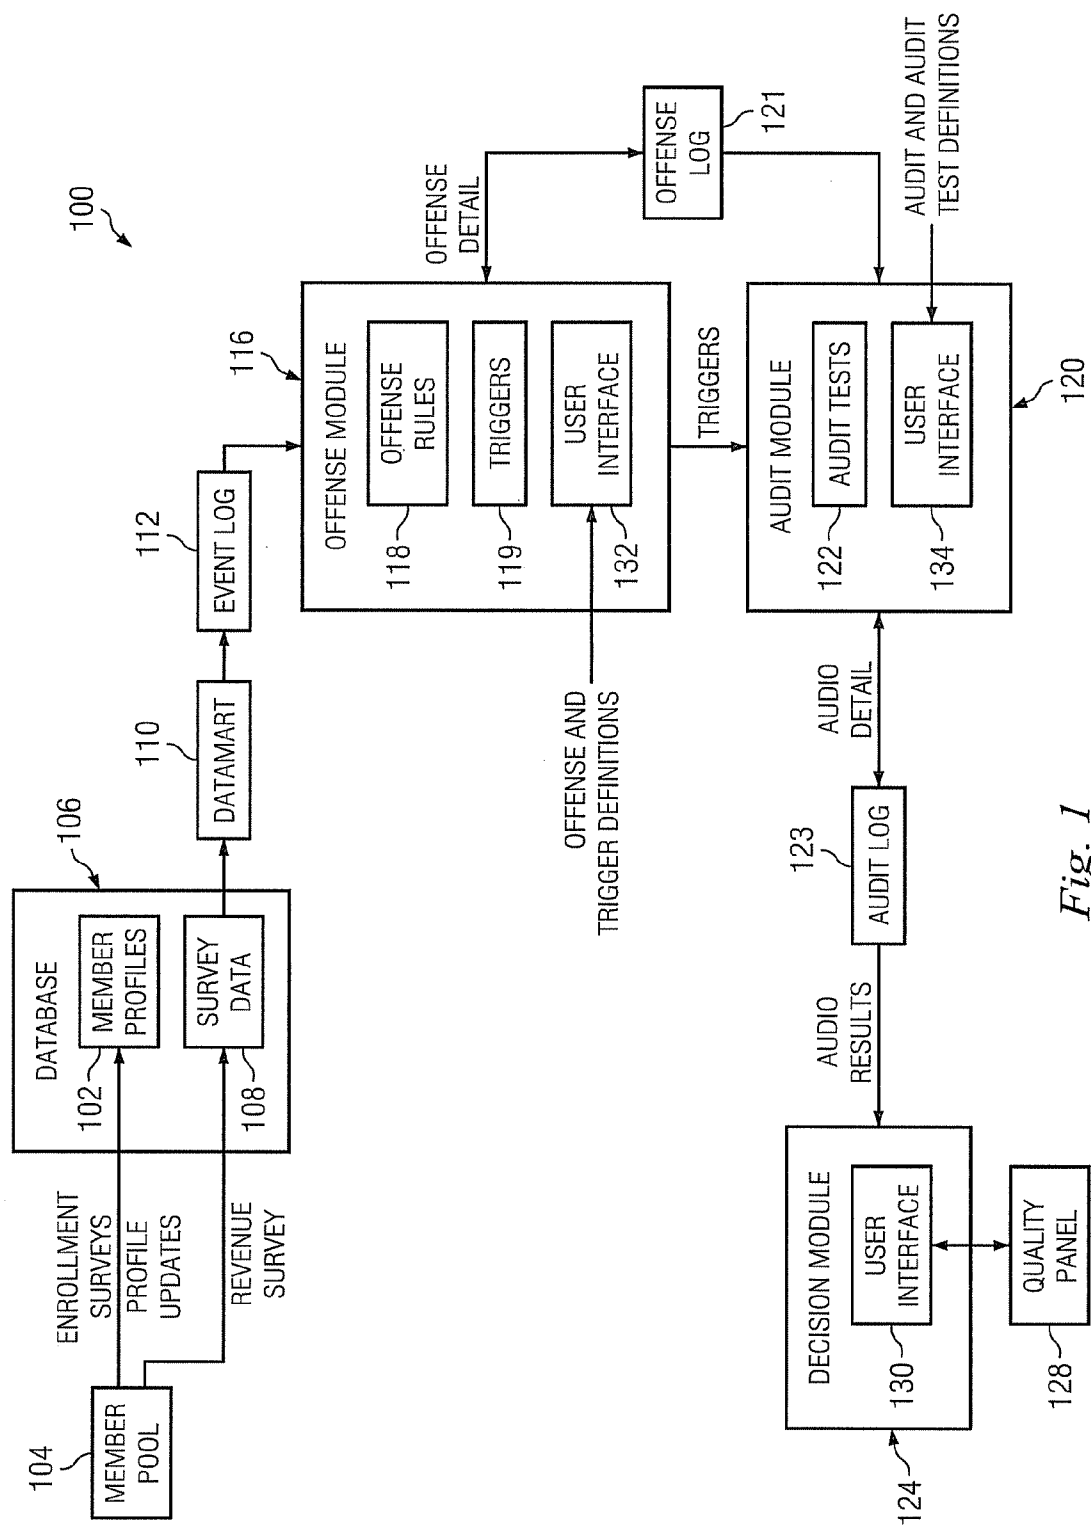 100
104
MEMBER
POOL
ENROLLMENT
SURVEYS
PROFILE
UPDATES
REVENUE
SURVEY
106
DATABASE
102
MEMBER
PROFILES
108
SURVEY
DATA
110
DATAMART
112
EVENT LOG
116
OFFENSE MODULE
118
OFFENSE
RULES
119
TRIGGERS
132
USER
INTERFACE
OFFENSE AND
TRIGGER DEFINITIONS
OFFENSE
DETAIL
OFFENSE
LOG
121
TRIGGERS
AUDIT MODULE
122
AUDIT TESTS
134
USER
INTERFACE
120
AUDIT AND AUDIT
TEST DEFINITIONS
AUDIO
DETAIL
123
AUDIT LOG
AUDIO
RESULTS
DECISION MODULE
130
USER
INTERFACE
124
128
QUALITY
PANEL
Fig. 1